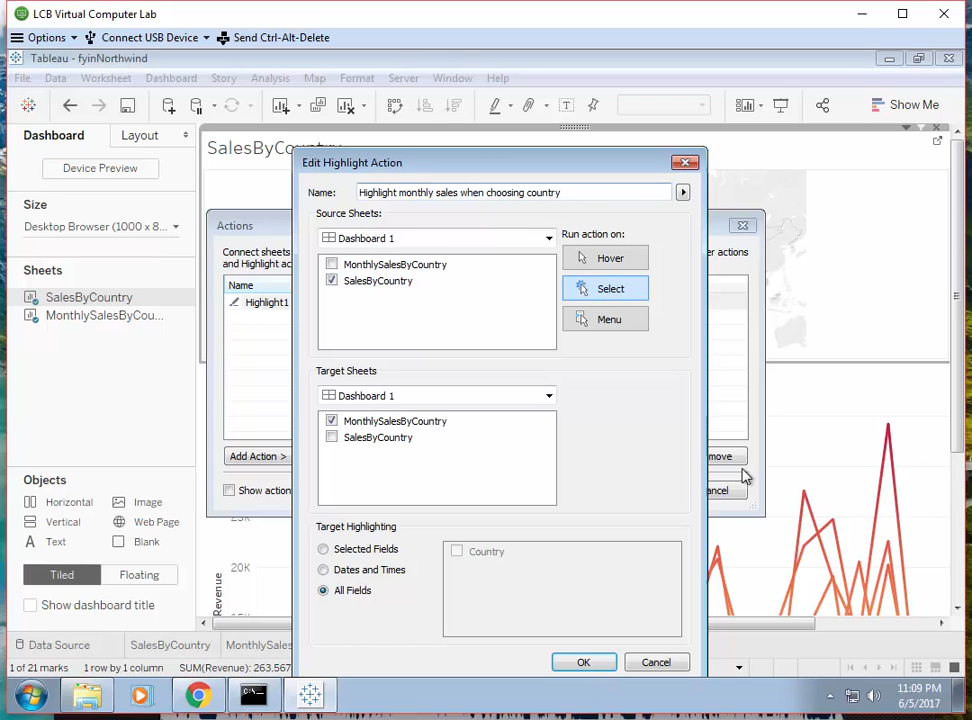 LCB Virtual Computer Lab
Options Connect USB Device Send Ctrl-Alt-Delete
Tableau - fyinNorthwind
File Data Worksheet Dashboard Story Analysis Map Format Server Window Help
Show Me
Dashboard Layout
Device Preview
Size
Desktop Browser (1000 x 8...
Sheets
SalesByCountry
MonthlySalesByCou...
Objects
Horizontal Image
Vertical Web Page
Text Blank
Tiled Floating
Show dashboard title
SalesByCountry
Actions
Connect sheets
and Highlight ac
er actions
Name
Highlight1
Add Action >
move
Show action
ancel
Edit Highlight Action
Name: Highlight monthly sales when choosing country
Source Sheets:
Dashboard 1
MonthlySalesByCountry
SalesByCountry
Run action on:
Hover
Select
Menu
Target Sheets
Dashboard 1
MonthlySalesByCountry
SalesByCountry
Target Highlighting
Selected Fields
Dates and Times
All Fields
Country
OK Cancel
Revenue
25K
20K
15K
Data Source SalesByCountry MonthlySa
1 of 21 marks 1 row by 1 column SUM(Revenue): 263.567
C:\
11:09 PM
6/5/2017